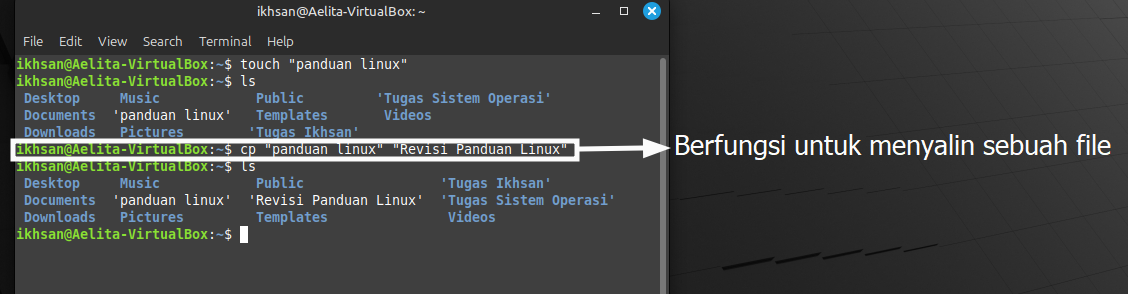 ikhsan@Aelita-VirtualBox: ~
File Edit View Search Terminal Help
ikhsan@Aelita-VirtualBox:~$ touch "panduan linux"
ikhsan@Aelita-VirtualBox:~$ ls
Desktop Music Public 'Tugas Sistem Operasi'
Documents 'panduan linux' Templates Videos
Downloads Pictures 'Tugas Ikhsan'
ikhsan@Aelita-VirtualBox:~$ cp "panduan linux" "Revisi Panduan Linux"
Berfungsi untuk menyalin sebuah file
ikhsan@Aelita-VirtualBox:~$ ls
Desktop Music Public 'Tugas Ikhsan'
Documents 'panduan linux' 'Revisi Panduan Linux' 'Tugas Sistem Operasi'
Downloads Pictures Templates Videos
ikhsan@Aelita-VirtualBox:~$